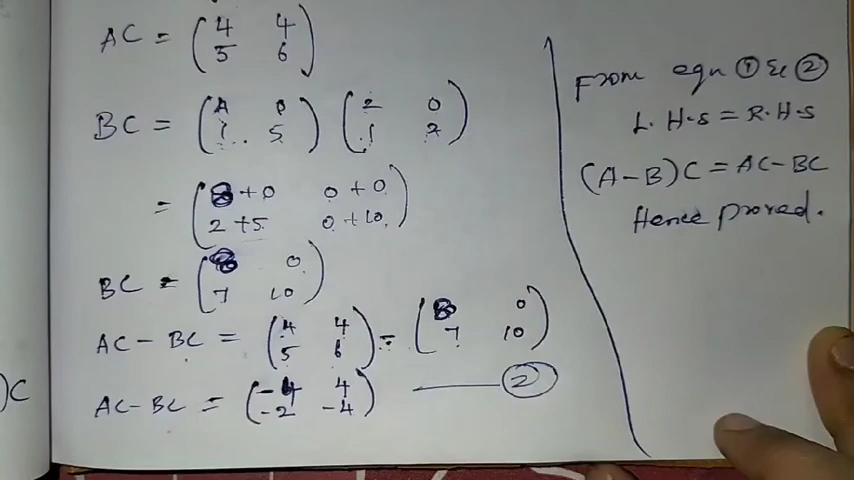 AC = (4 4
5 6)
BC = (4 0
1 5) (2 0
1 2)
= (8+0 0+0
2+5 0+10)
BC = (8 0
7 10)
AC - BC = (4 4
5 6) - (8 0
7 10)
AC-BC = (-4 4
-2 -4) — ②
)C
From eqn ① & ②
L.H.S = R.H.S
(A-B)C = AC-BC
Hence proved.